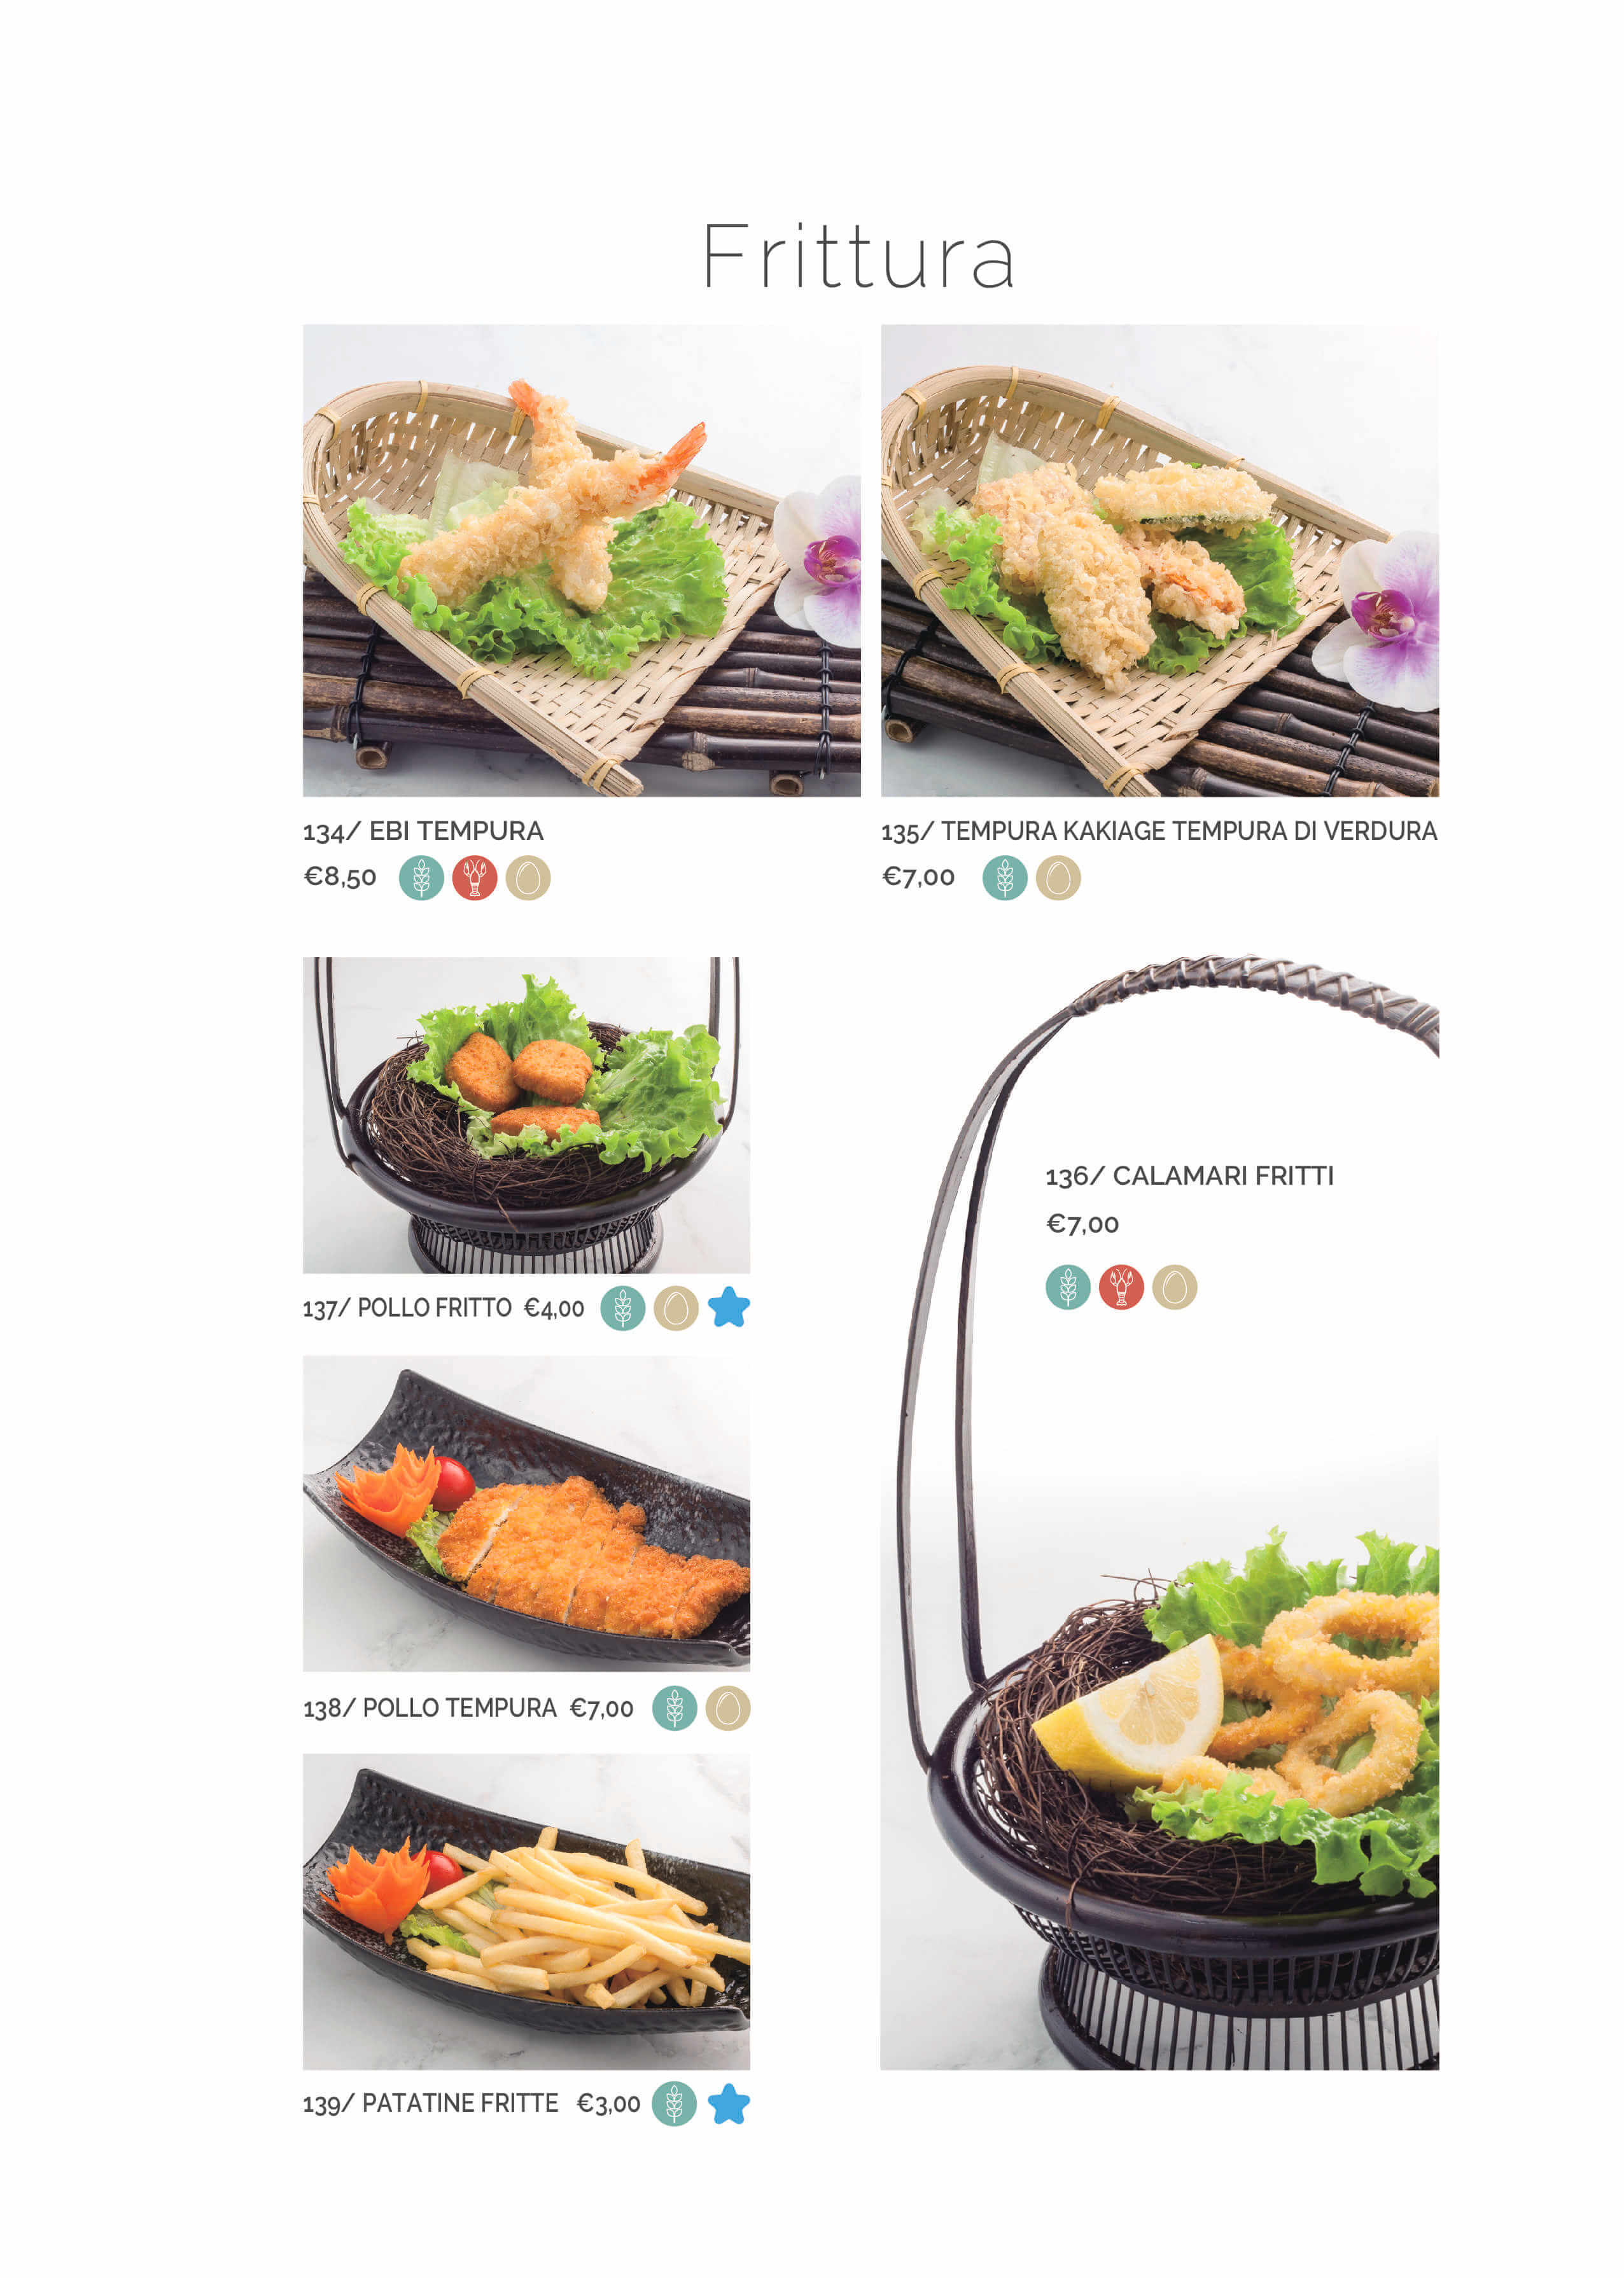 Frittura
134/ EBI TEMPURA
€8,50
135/ TEMPURA KAKIAGE TEMPURA DI VERDURA
€7,00
136/ CALAMARI FRITTI
€7,00
137/ POLLO FRITTO €4,00
138/ POLLO TEMPURA €7,00
139/ PATATINE FRITTE €3,00